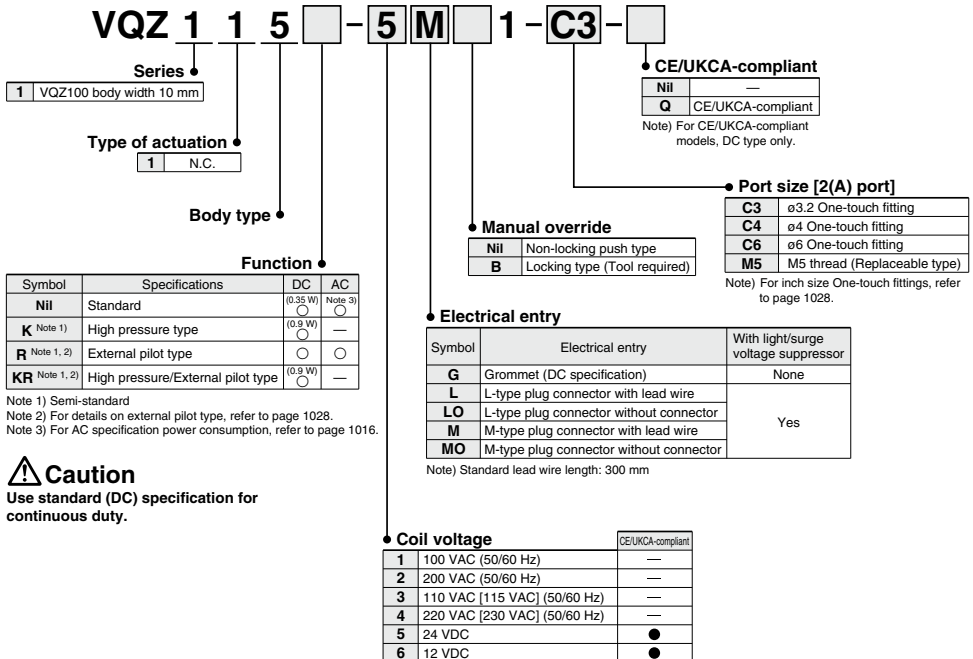 VQZ 1 1 5 - 5 M 1 - C3 -
Series
1 VQZ100 body width 10 mm
Type of actuation
1 N.C.
Body type
Function
Symbol Specifications DC AC
Nil Standard (0.35 W) ○ Note 3) ○
K Note 1) High pressure type (0.9 W) ○ —
R Note 1, 2) External pilot type ○ ○
KR Note 1, 2) High pressure/External pilot type (0.9 W) ○ —
Note 1) Semi-standard
Note 2) For details on external pilot type, refer to page 1028.
Note 3) For AC specification power consumption, refer to page 1016.
Caution
Use standard (DC) specification for
continuous duty.
CE/UKCA-compliant
Nil —
Q CE/UKCA-compliant
Note) For CE/UKCA-compliant
models, DC type only.
Port size [2(A) port]
C3 ø3.2 One-touch fitting
C4 ø4 One-touch fitting
C6 ø6 One-touch fitting
M5 M5 thread (Replaceable type)
Note) For inch size One-touch fittings, refer
to page 1028.
Manual override
Nil Non-locking push type
B Locking type (Tool required)
Electrical entry
Symbol Electrical entry With light/surge
voltage suppressor
G Grommet (DC specification) None
L L-type plug connector with lead wire
LO L-type plug connector without connector
Yes
M M-type plug connector with lead wire
MO M-type plug connector without connector
Note) Standard lead wire length: 300 mm
Coil voltage CE/UKCA-compliant
1 100 VAC (50/60 Hz) —
2 200 VAC (50/60 Hz) —
3 110 VAC [115 VAC] (50/60 Hz) —
4 220 VAC [230 VAC] (50/60 Hz) —
5 24 VDC ●
6 12 VDC ●